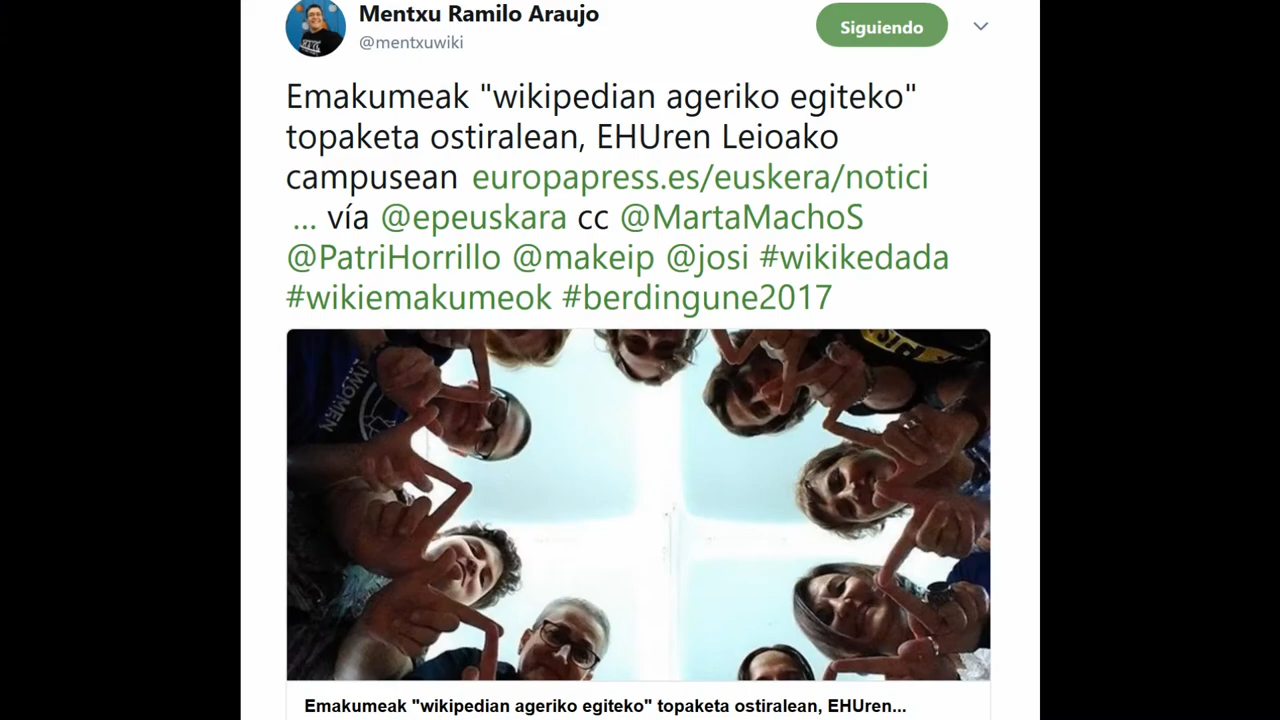 Mentxu Ramilo Araujo
@mentxuwiki
Siguiendo
Emakumeak "wikipedian ageriko egiteko"
topaketa ostiralean, EHUren Leioako
campusean europapress.es/euskera/notici
... vía @epeuskara cc @MartaMachoS
@PatriHorrillo @makeip @josi #wikikedada
#wikiemakumeok #berdingune2017
Emakumeak "wikipedian ageriko egiteko" topaketa ostiralean, EHUren...